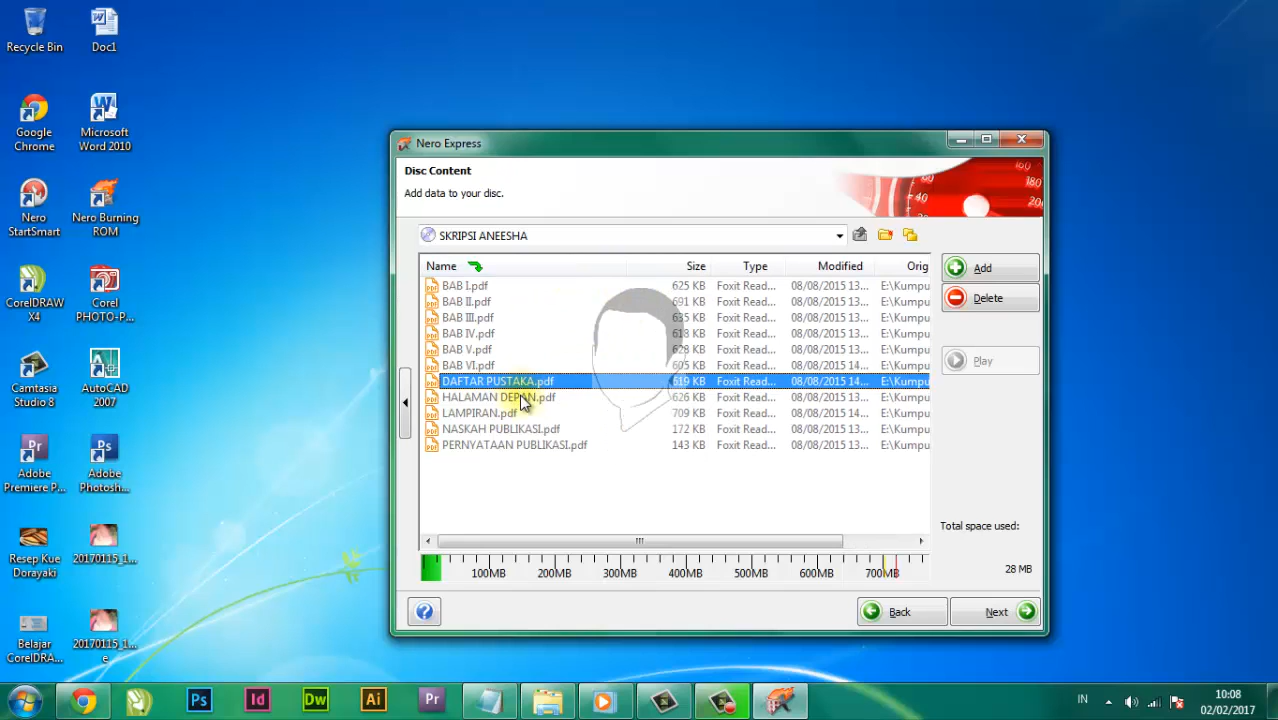 Recycle Bin
Doc1
Google Chrome
Microsoft Word 2010
Nero StartSmart
Nero Burning ROM
CorelDRAW X4
Corel PHOTO-P...
Camtasia Studio 8
AutoCAD 2007
Adobe Premiere P...
Adobe Photosh...
Resep Kue Dorayaki
20170115_1...
Belajar CorelDRA...
20170115_1... e
Nero Express
Disc Content
Add data to your disc.
SKRIPSI ANEESHA
Name Size Type Modified Orig
BAB I.pdf 625 KB Foxit Read... 08/08/2015 13... E:\Kumpu
BAB II.pdf 691 KB Foxit Read... 08/08/2015 13... E:\Kumpu
BAB III.pdf 635 KB Foxit Read... 08/08/2015 13... E:\Kumpu
BAB IV.pdf 618 KB Foxit Read... 08/08/2015 13... E:\Kumpu
BAB V.pdf 628 KB Foxit Read... 08/08/2015 13... E:\Kumpu
BAB VI.pdf 605 KB Foxit Read... 08/08/2015 14... E:\Kumpu
DAFTAR PUSTAKA.pdf 619 KB Foxit Read... 08/08/2015 14... E:\Kumpu
HALAMAN DEPAN.pdf 626 KB Foxit Read... 08/08/2015 13... E:\Kumpu
LAMPIRAN.pdf 709 KB Foxit Read... 08/08/2015 14... E:\Kumpu
NASKAH PUBLIKASI.pdf 172 KB Foxit Read... 08/08/2015 13... E:\Kumpu
PERNYATAAN PUBLIKASI.pdf 143 KB Foxit Read... 08/08/2015 13... E:\Kumpu
Add
Delete
Play
Total space used:
28 MB
100MB 200MB 300MB 400MB 500MB 600MB 700MB
Back
Next
Ps Id Dw Ai Pr
IN
10:08
02/02/2017